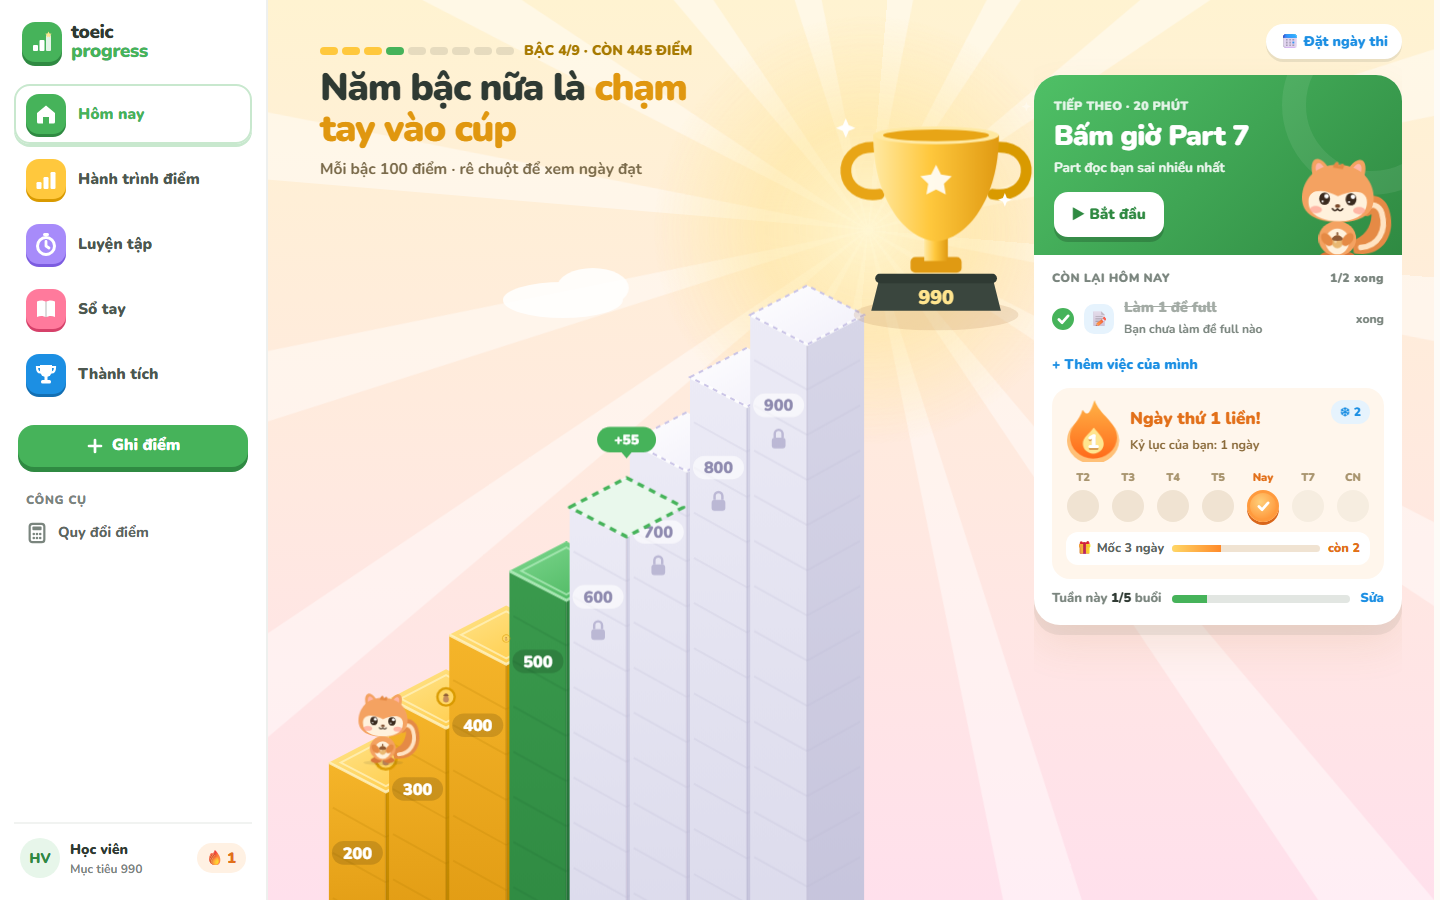 toeic
progress
Hôm nay
Hành trình điểm
Luyện tập
Sổ tay
Thành tích
+ Ghi điểm
CÔNG CỤ
Quy đổi điểm
HV
Học viên
Mục tiêu 990
1
BẬC 4/9 · CÒN 445 ĐIỂM
Năm bậc nữa là chạm
tay vào cúp
Mỗi bậc 100 điểm · rê chuột để xem ngày đạt
990
900
800
+55
700
600
500
400
300
200
Đặt ngày thi
TIẾP THEO · 20 PHÚT
Bấm giờ Part 7
Part đọc bạn sai nhiều nhất
Bắt đầu
CÒN LẠI HÔM NAY
1/2 xong
Làm 1 đề full
Bạn chưa làm đề full nào
xong
+ Thêm việc của mình
1
Ngày thứ 1 liền!
Kỷ lục của bạn: 1 ngày
2
T2 T3 T4 T5 Nay T7 CN
Mốc 3 ngày
còn 2
Tuần này 1/5 buổi
Sửa